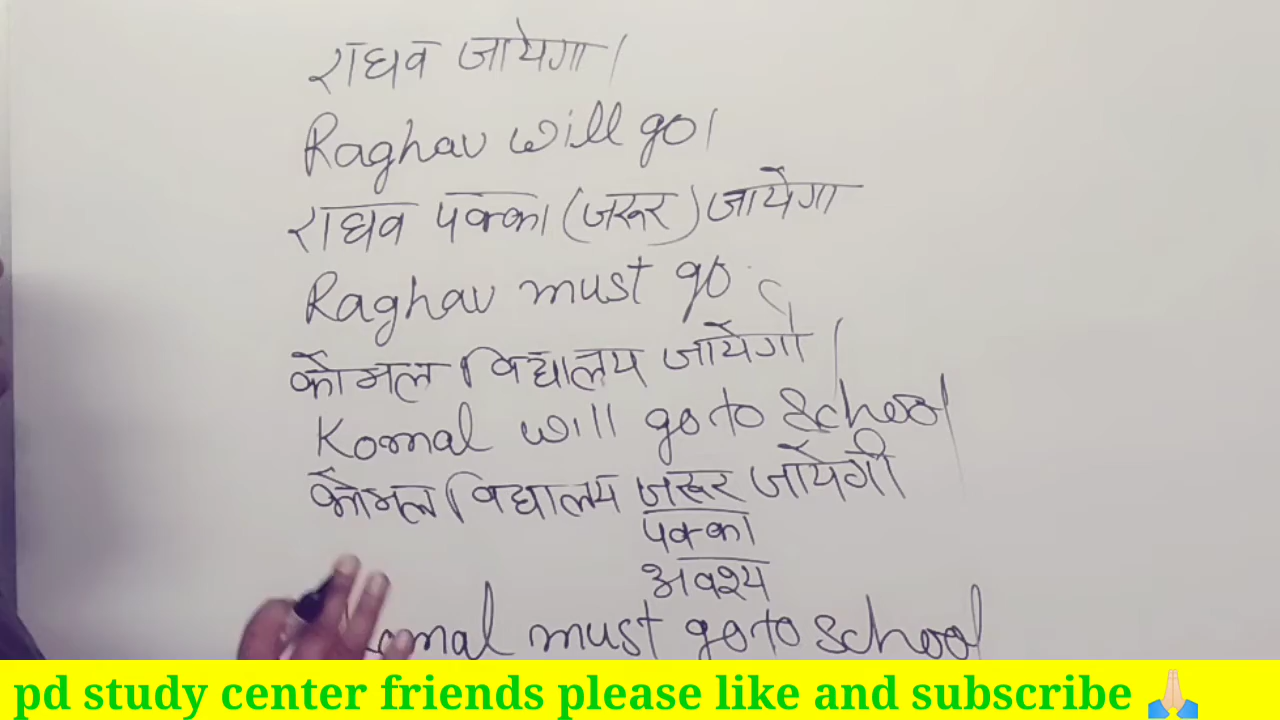 राघव जायेगा।
Raghav will go।
राघव पक्का (जरूर) जायेगा
Raghav must go
कोमल विद्यालय जायेगी।
Komal will go to School
कोमल विद्यालय जरूर जायेगी
पक्का
अवश्य
Komal must go to school
pd study center friends please like and subscribe 🙏🏻